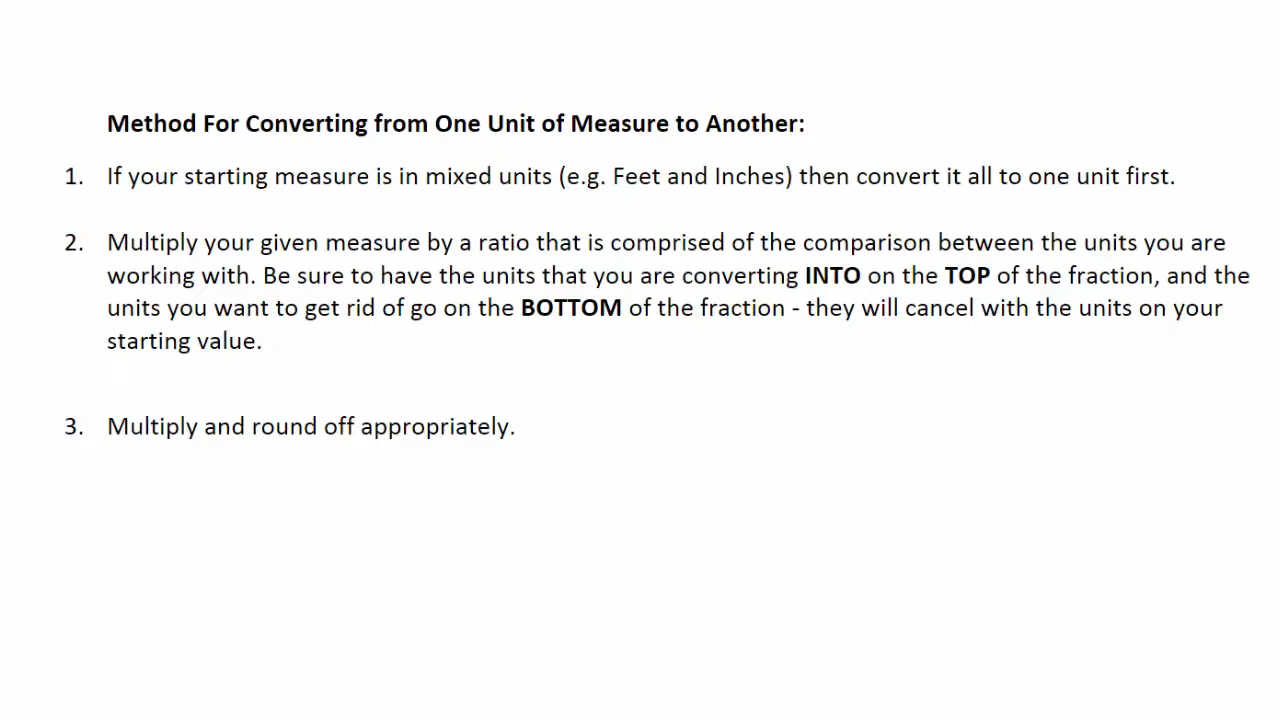 Method For Converting from One Unit of Measure to Another:
1. If your starting measure is in mixed units (e.g. Feet and Inches) then convert it all to one unit first.
2. Multiply your given measure by a ratio that is comprised of the comparison between the units you are
working with. Be sure to have the units that you are converting INTO on the TOP of the fraction, and the
units you want to get rid of go on the BOTTOM of the fraction - they will cancel with the units on your
starting value.
3. Multiply and round off appropriately.